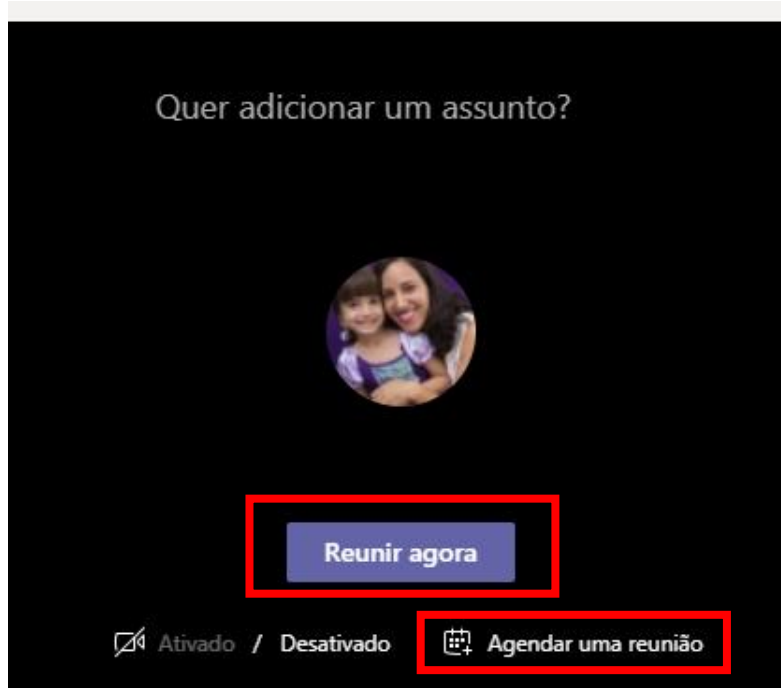 Quer adicionar um assunto?
Reunir agora
Ativado / Desativado Agendar uma reunião